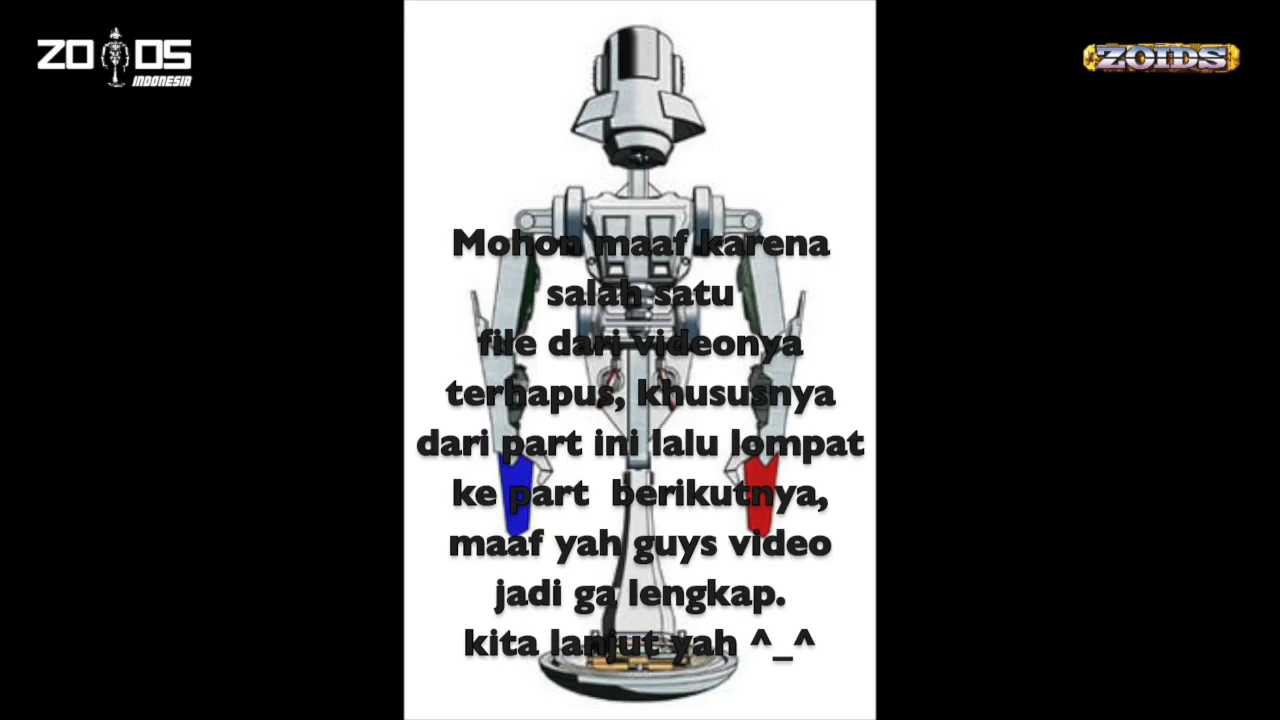 ZOIDS
INDONESIA
ZOIDS
Mohon maaf karena
salah satu
file dari videonya
terhapus, khususnya
dari part ini lalu lompat
ke part berikutnya,
maaf yah guys video
jadi ga lengkap.
kita lanjut yah ^_^